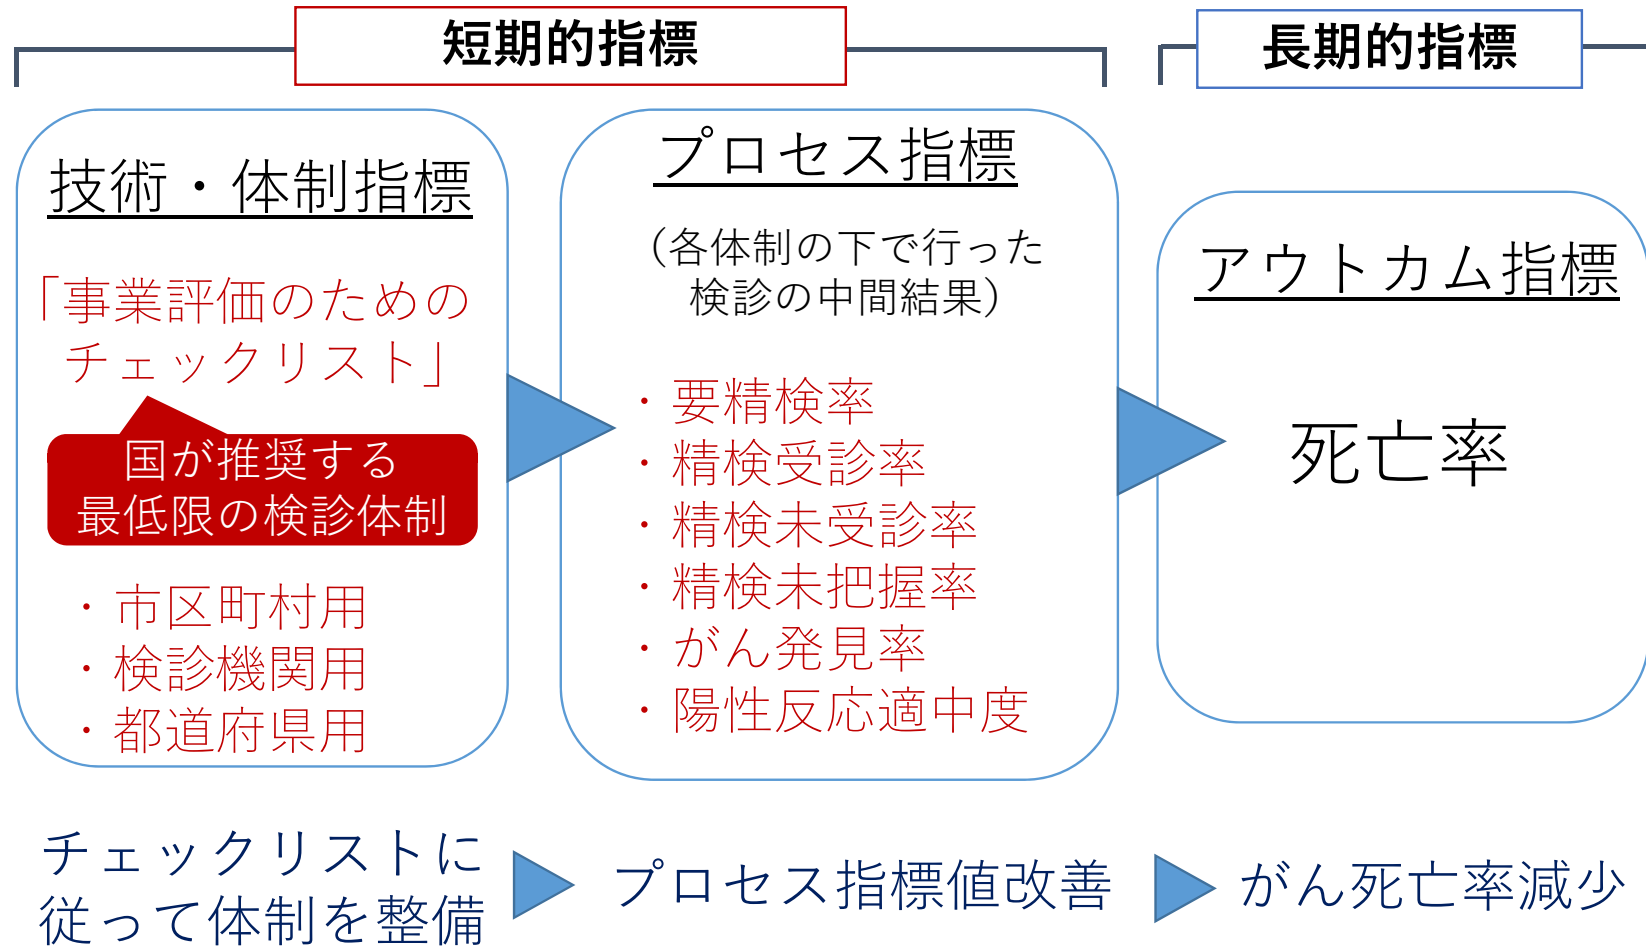 短期的指標
長期的指標
技術・体制指標
「事業評価のための
チェックリスト」
国が推奨する
最低限の検診体制
・市区町村用
・検診機関用
・都道府県用
プロセス指標
（各体制の下で行った
検診の中間結果）
・要精検率
・精検受診率
・精検未受診率
・精検未把握率
・がん発見率
・陽性反応適中度
アウトカム指標
死亡率
チェックリストに
従って体制を整備
プロセス指標値改善
がん死亡率減少